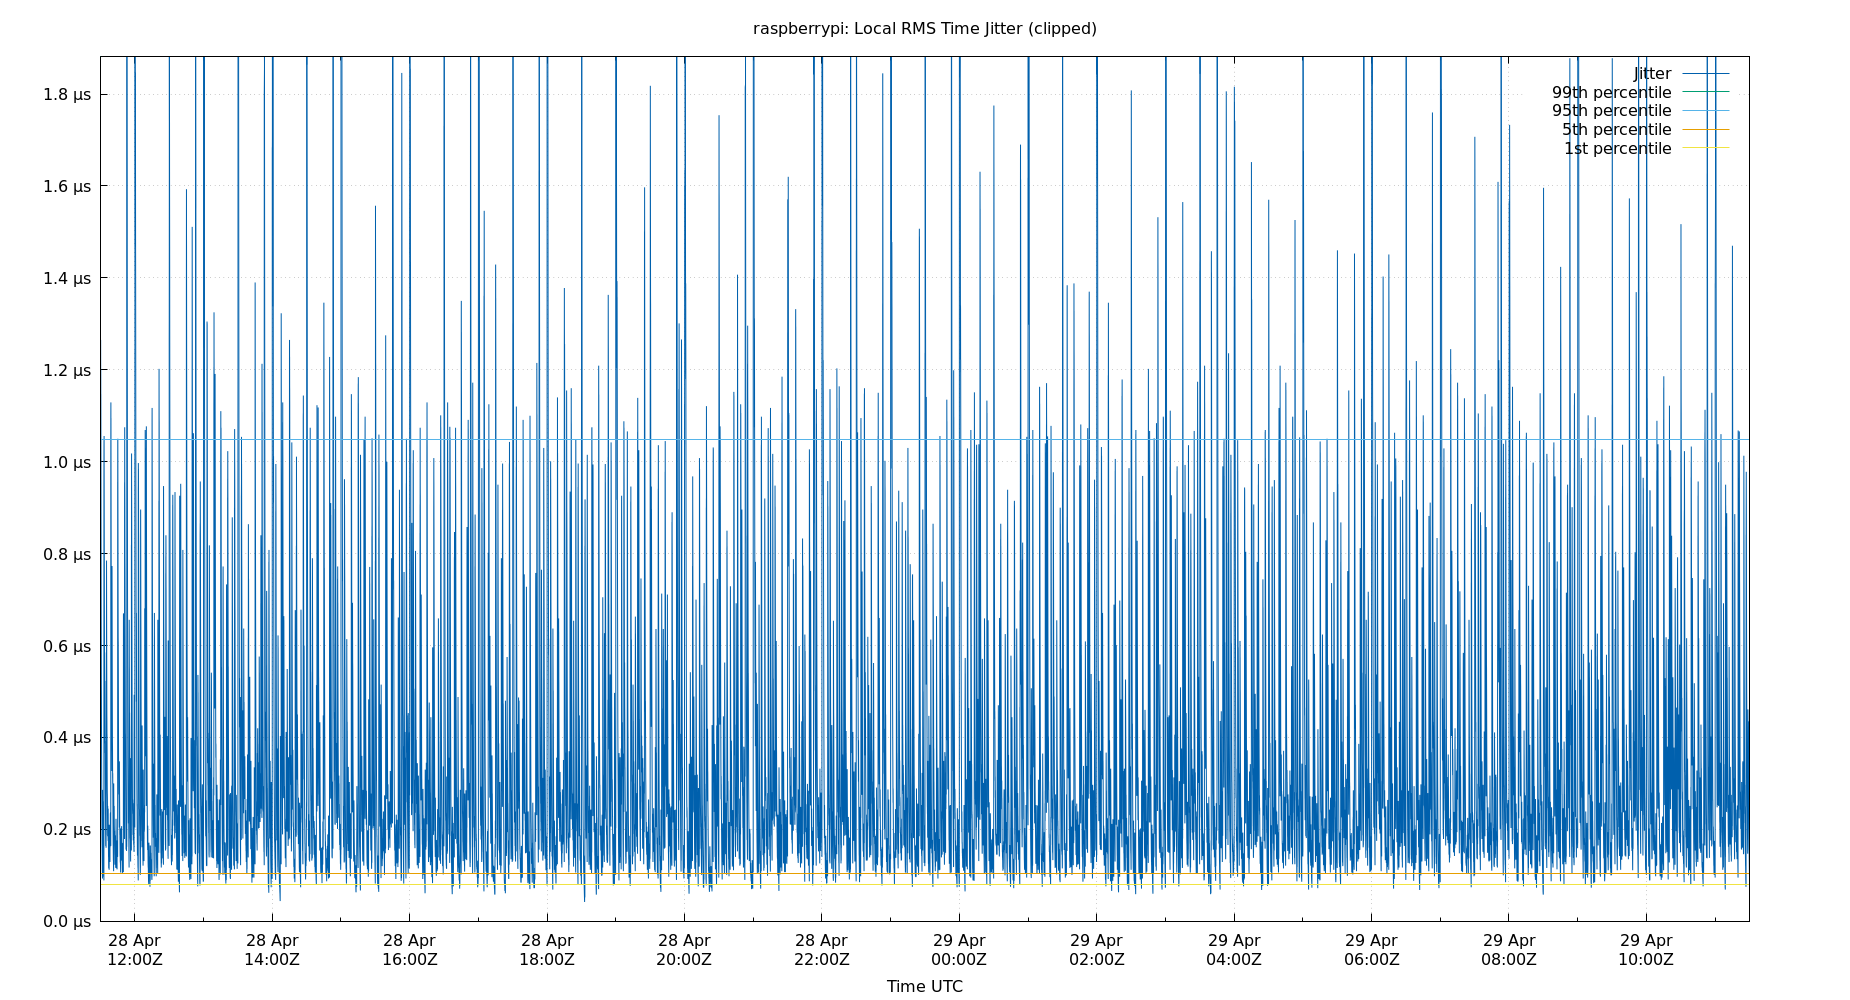 raspberrypi: Local RMS Time Jitter (clipped)
Jitter
99th percentile
95th percentile
5th percentile
1st percentile
1.8 µs
1.6 µs
1.4 µs
1.2 µs
1.0 µs
0.8 µs
0.6 µs
0.4 µs
0.2 µs
0.0 µs
28 Apr 28 Apr 28 Apr 28 Apr 28 Apr 28 Apr 29 Apr 29 Apr 29 Apr 29 Apr 29 Apr 29 Apr
12:00Z 14:00Z 16:00Z 18:00Z 20:00Z 22:00Z 00:00Z 02:00Z 04:00Z 06:00Z 08:00Z 10:00Z
Time UTC